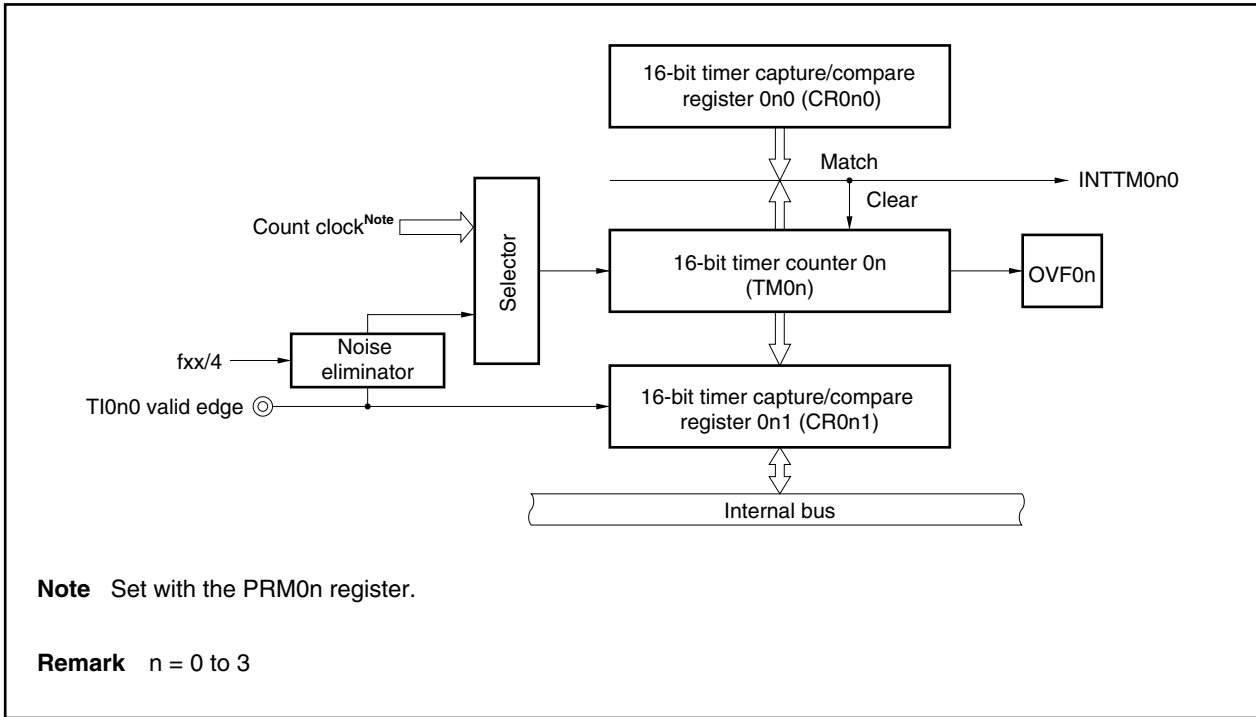 16-bit timer capture/compare
register 0n0 (CR0n0)
Match
INTTM0n0
Clear
Count clockNote
Selector
16-bit timer counter 0n
(TM0n)
OVF0n
fxx/4
Noise
eliminator
TI0n0 valid edge
16-bit timer capture/compare
register 0n1 (CR0n1)
Internal bus
Note Set with the PRM0n register.
Remark n = 0 to 3